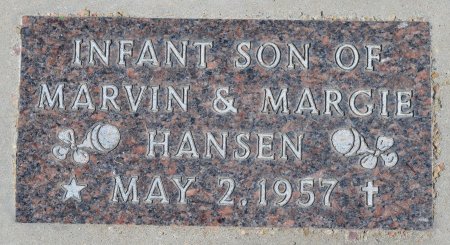 INFANT SON OF
MARVIN & MARGIE
HANSEN
MAY 2, 1957